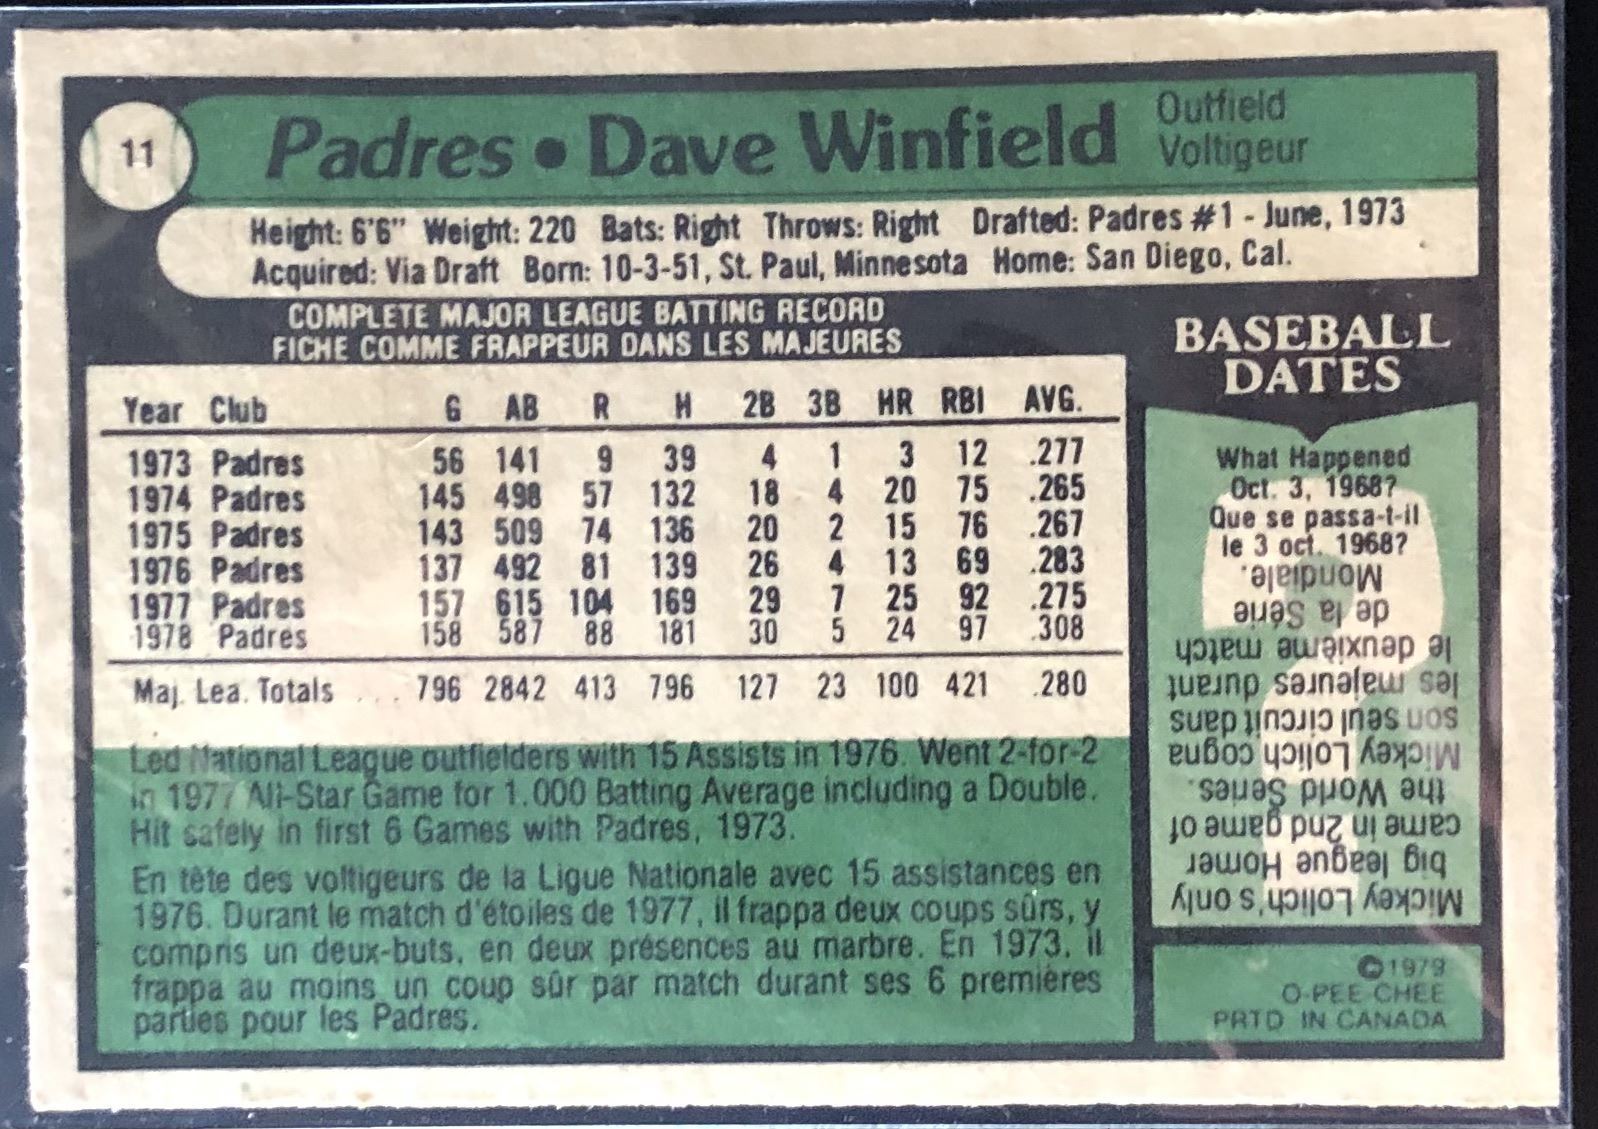 11
Padres • Dave Winfield
Outfield
Voltigeur
Height: 6'6" Weight: 220 Bats: Right Throws: Right Drafted: Padres #1 - June, 1973
Acquired: Via Draft Born: 10-3-51, St. Paul, Minnesota Home: San Diego, Cal.
COMPLETE MAJOR LEAGUE BATTING RECORD
FICHE COMME FRAPPEUR DANS LES MAJEURES
Year Club G AB R H 2B 3B HR RBI AVG.
1973 Padres 56 141 9 39 4 1 3 12 .277
1974 Padres 145 498 57 132 18 4 20 75 .265
1975 Padres 143 509 74 136 20 2 15 76 .267
1976 Padres 137 492 81 139 26 4 13 69 .283
1977 Padres 157 615 104 169 29 7 25 92 .275
1978 Padres 158 587 88 181 30 5 24 97 .308
Maj. Lea. Totals ... 796 2842 413 796 127 23 100 421 .280
Led National League outfielders with 15 Assists in 1976. Went 2-for-2
in 1977 All-Star Game for 1.000 Batting Average including a Double.
Hit safely in first 6 Games with Padres, 1973.
En tête des voltigeurs de la Ligue Nationale avec 15 assistances en
1976. Durant le match d'étoiles de 1977, il frappa deux coups sûrs, y
compris un deux-buts, en deux présences au marbre. En 1973, il
frappa au moins un coup sûr par match durant ses 6 premières
parties pour les Padres.
BASEBALL
DATES
What Happened
Oct. 3, 1968?
Que se passa-t-il
le 3 oct. 1968?
Mickey Lolich's only
big league Homer
came in 2nd game of
the World Series.
Mickey Lolich cogna
son seul circuit dans
les majeures durant
le deuxième match
de la Série
Mondiale.
©1979
O-PEE-CHEE
PRTD IN CANADA